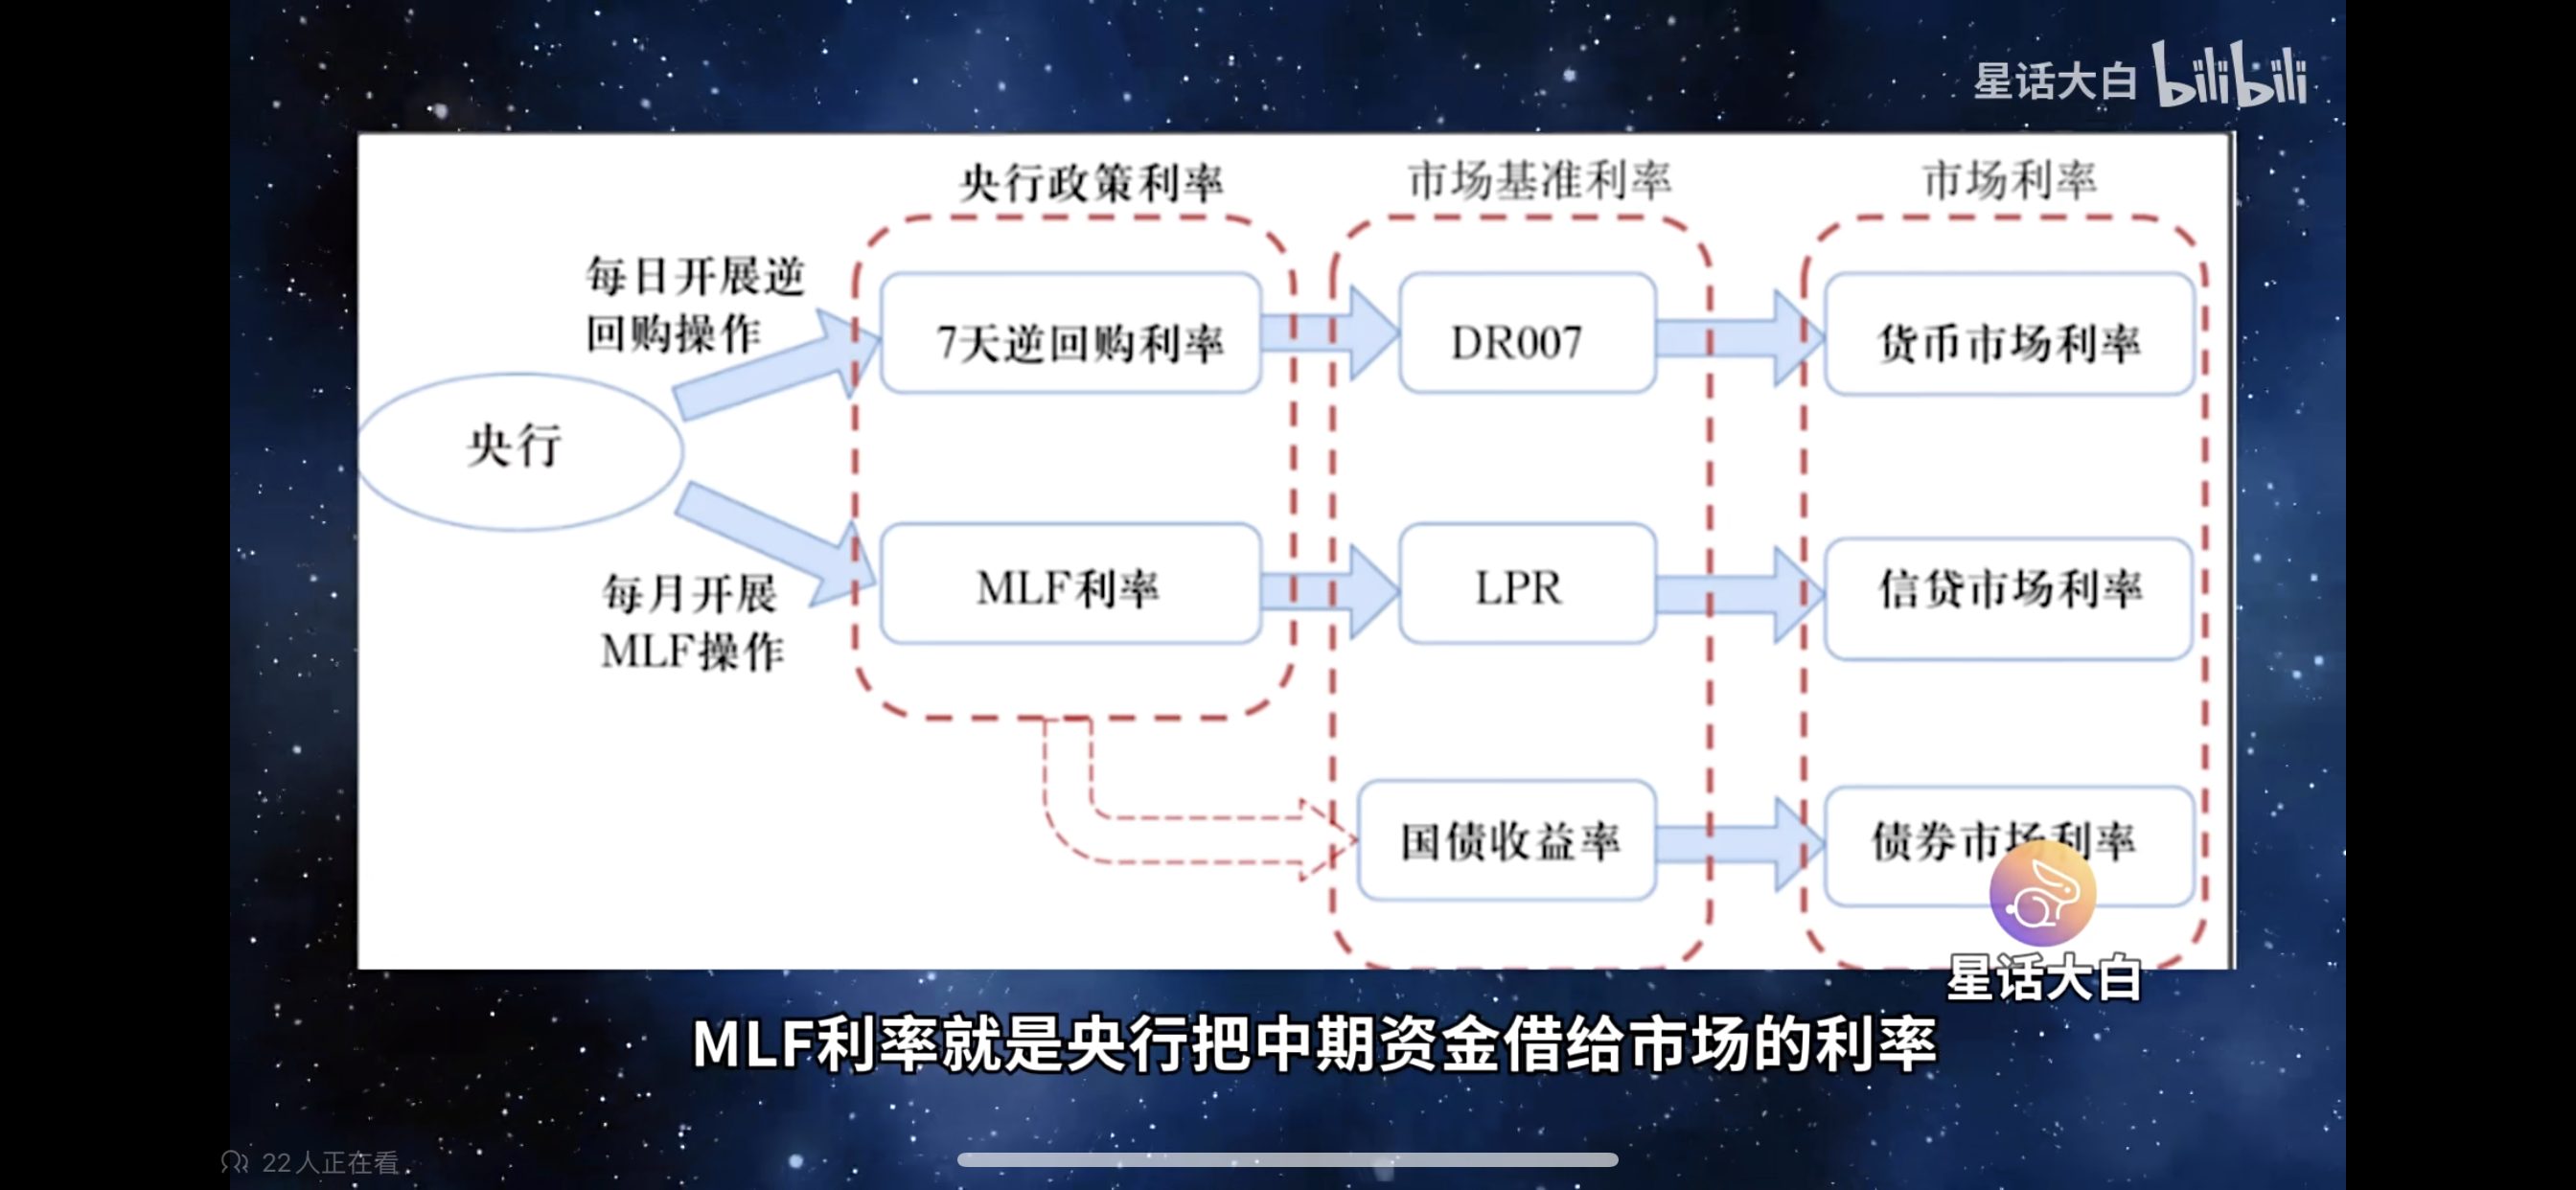 星话大白 bilibili
央行政策利率
市场基准利率
市场利率
每日开展逆
回购操作
7天逆回购利率
DR007
货币市场利率
央行
每月开展
MLF操作
MLF利率
LPR
信贷市场利率
国债收益率
债券市场利率
星话大白
MLF利率就是央行把中期资金借给市场的利率
22人正在看